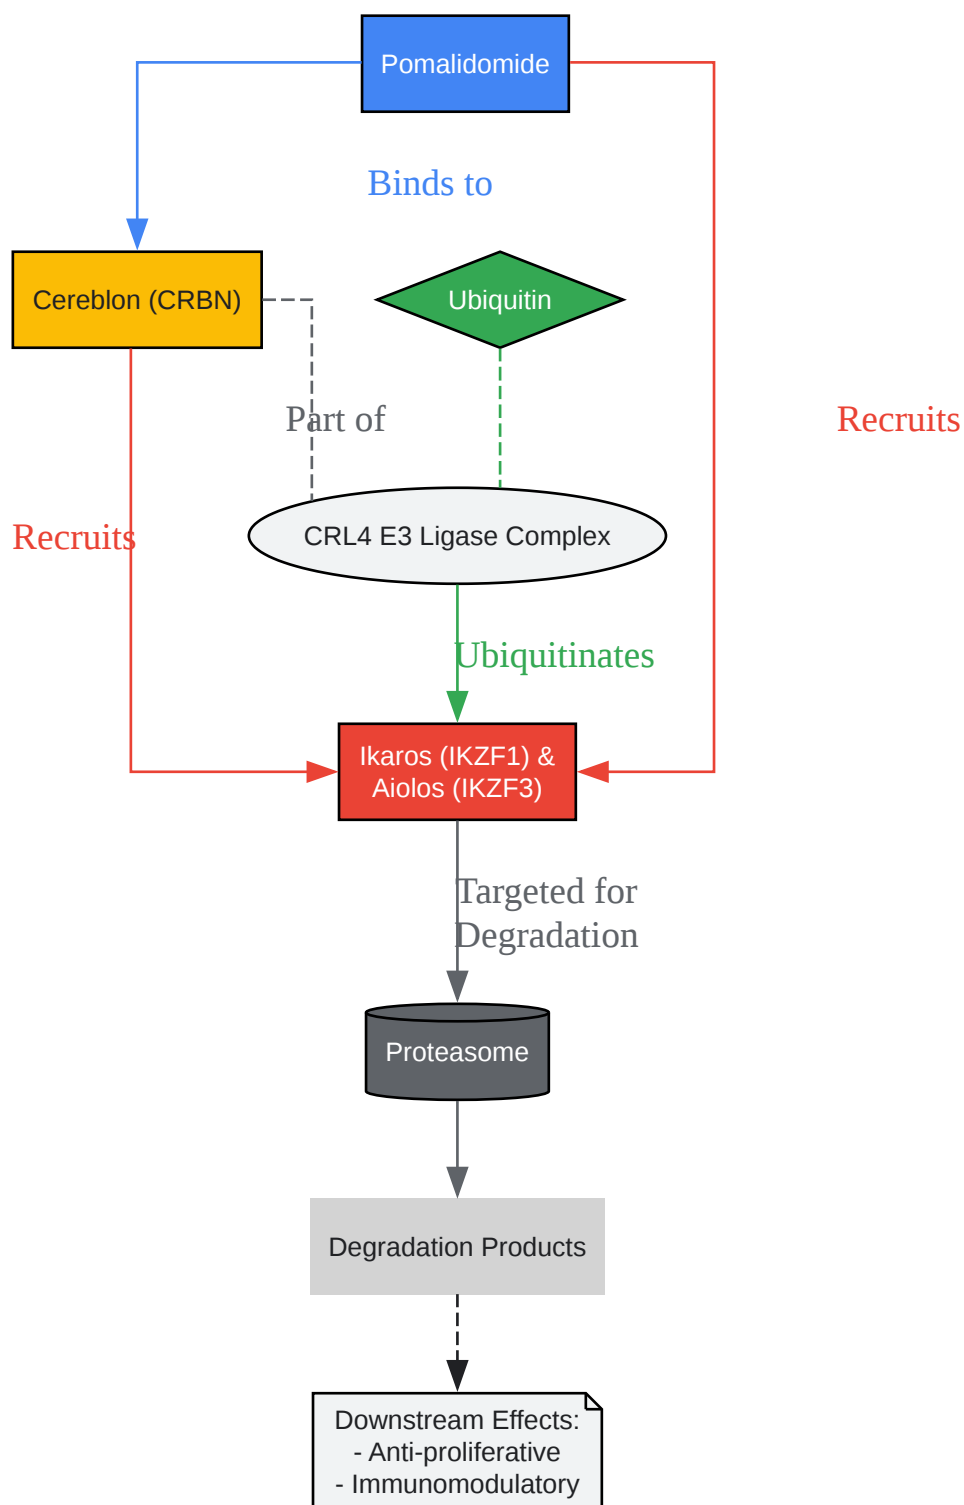 Pomalidomide
Binds to
Cereblon (CRBN)
Ubiquitin
Part of
Recruits
Recruits
CRL4 E3 Ligase Complex
Ubiquitinates
Ikaros (IKZF1) &
Aiolos (IKZF3)
Targeted for
Degradation
Proteasome
Degradation Products
Downstream Effects:
- Anti-proliferative
- Immunomodulatory